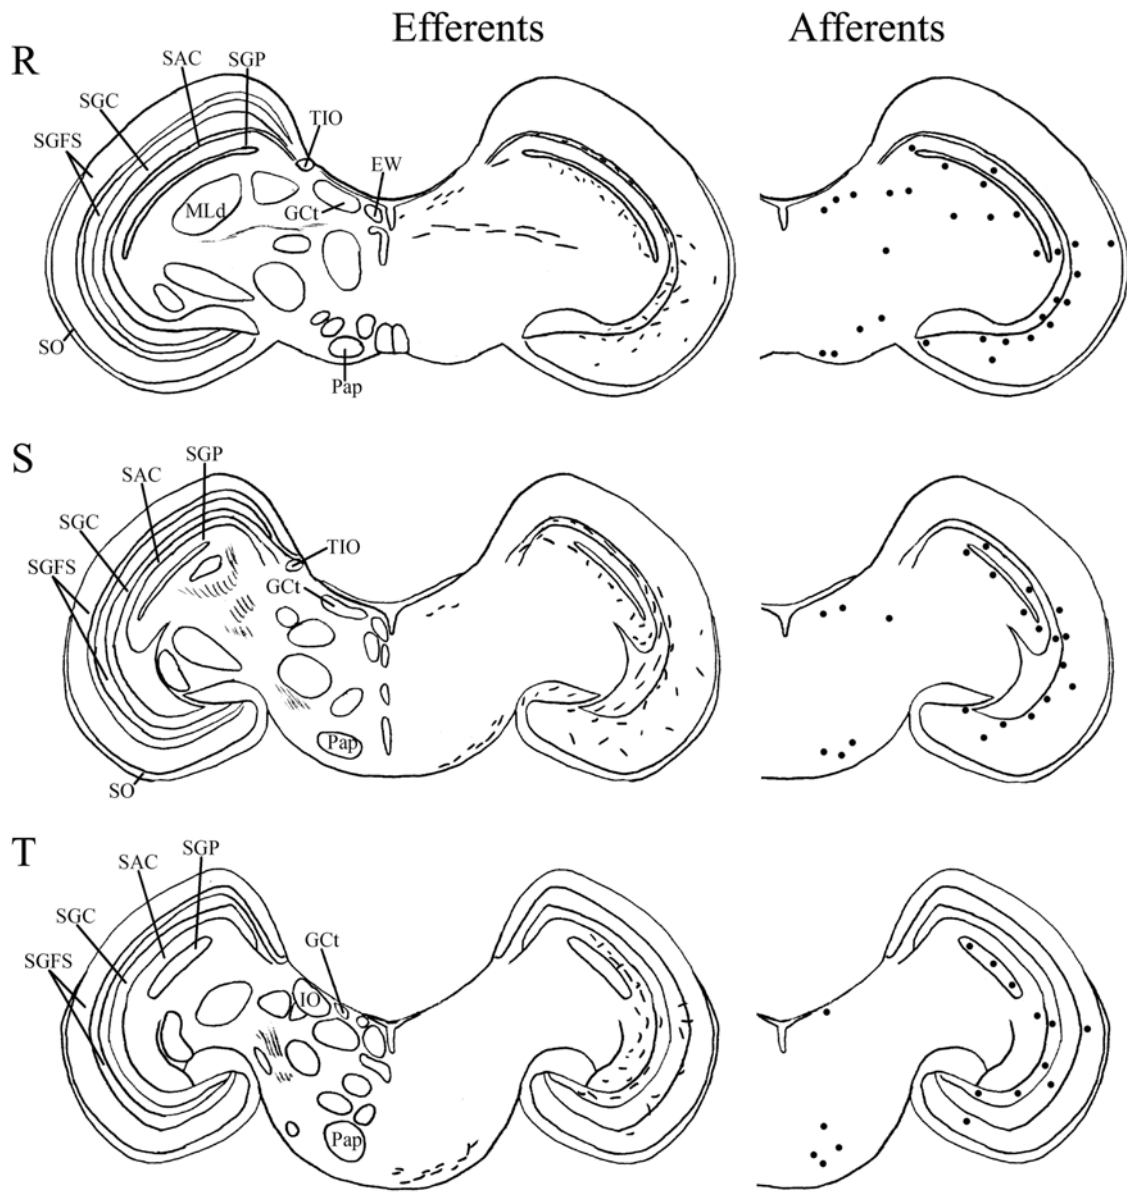 Efferents Afferents
R
SAC SGP
SGC
TIO
SGFS
EW
MLd GCt
SO
Pap
S
SGP
SAC
SGC
TIO
SGFS
GCt
Pap
SO
T
SGP
SAC
SGC
GCt
SGFS
IO
Pap